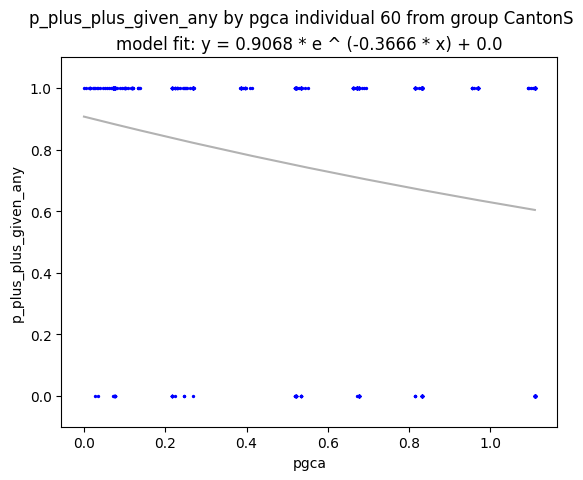 p_plus_plus_given_any by pgca individual 60 from group CantonS
model fit: y = 0.9068 * e ^ (-0.3666 * x) + 0.0
1.0
0.8
0.6
0.4
0.2
0.0
p_plus_plus_given_any
0.0 0.2 0.4 0.6 0.8 1.0
pgca